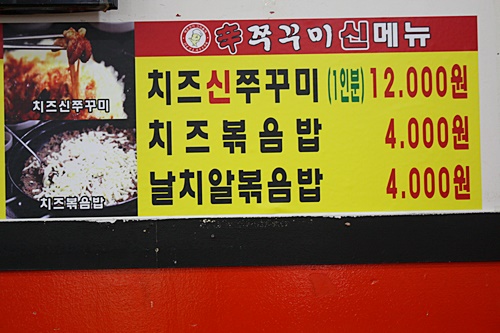 辛쭈꾸미신메뉴
치즈신쭈꾸미(1인분)12.000원
치즈볶음밥 4.000원
날치알볶음밥 4.000원
치즈신쭈꾸미
치즈볶음밥